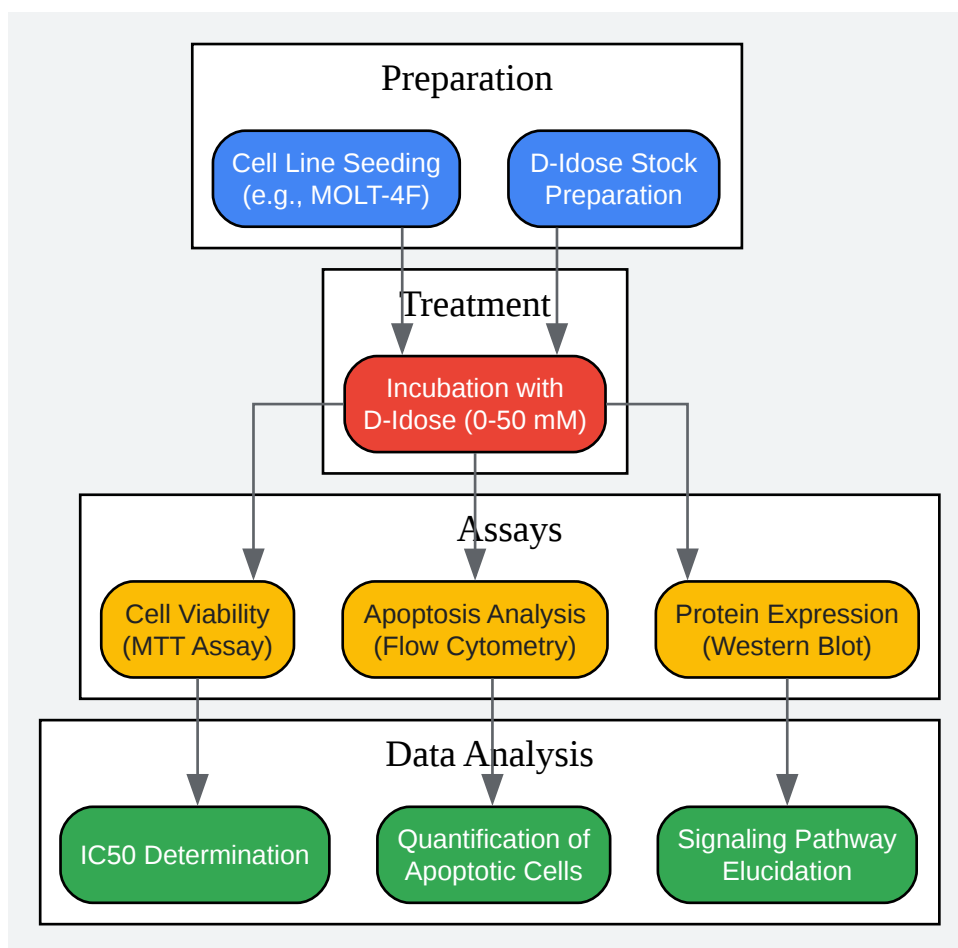 Preparation
Cell Line Seeding
(e.g., MOLT-4F)
D-Idose Stock
Preparation
Treatment
Incubation with
D-Idose (0-50 mM)
Assays
Cell Viability
(MTT Assay)
Apoptosis Analysis
(Flow Cytometry)
Protein Expression
(Western Blot)
Data Analysis
IC50 Determination
Quantification of
Apoptotic Cells
Signaling Pathway
Elucidation